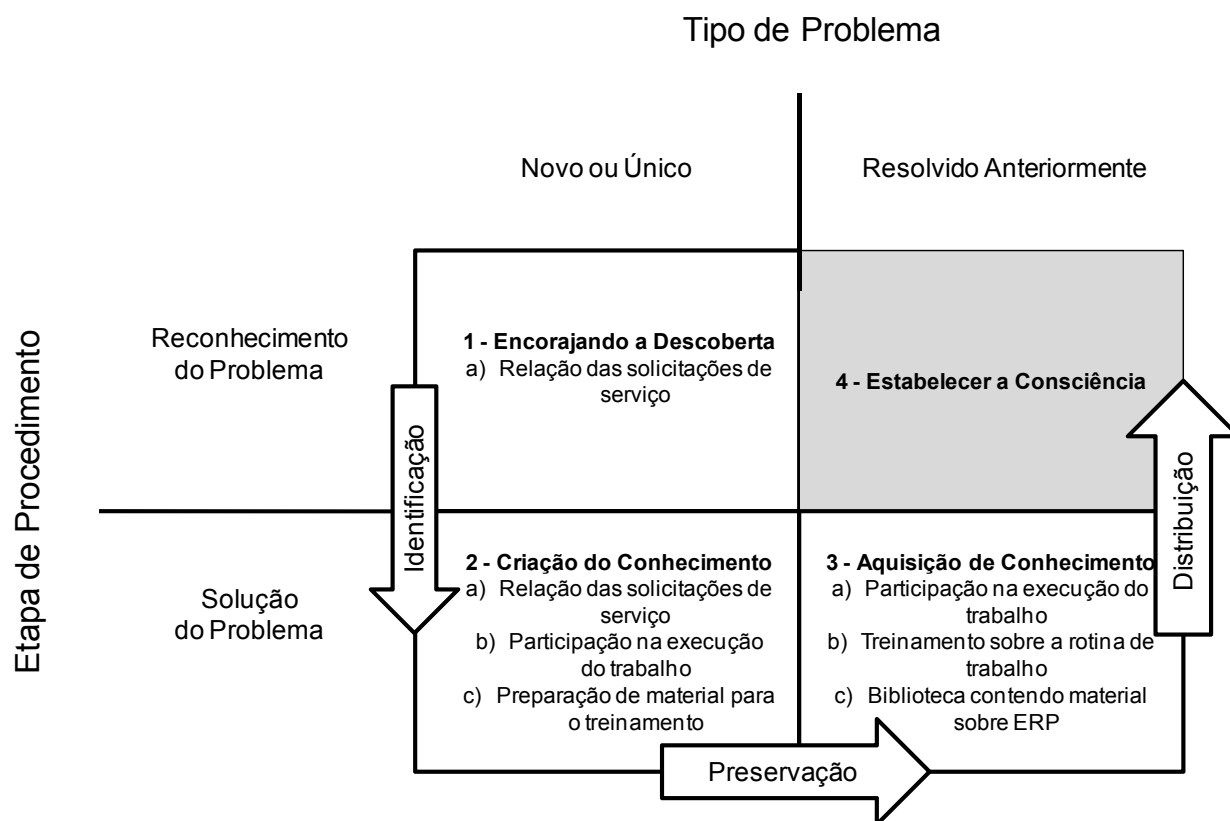 Tipo de Problema
Novo ou Único
Resolvido Anteriormente
Etapa de Procedimento
Reconhecimento
do Problema
1 - Encorajando a Descoberta
a) Relação das solicitações de
serviço
4 - Estabelecer a Consciência
Identificação
Distribuição
Solução
do Problema
2 - Criação do Conhecimento
a) Relação das solicitações de
serviço
b) Participação na execução
do trabalho
c) Preparação de material para
o treinamento
3 - Aquisição de Conhecimento
a) Participação na execução do
trabalho
b) Treinamento sobre a rotina de
trabalho
c) Biblioteca contendo material
sobre ERP
Preservação